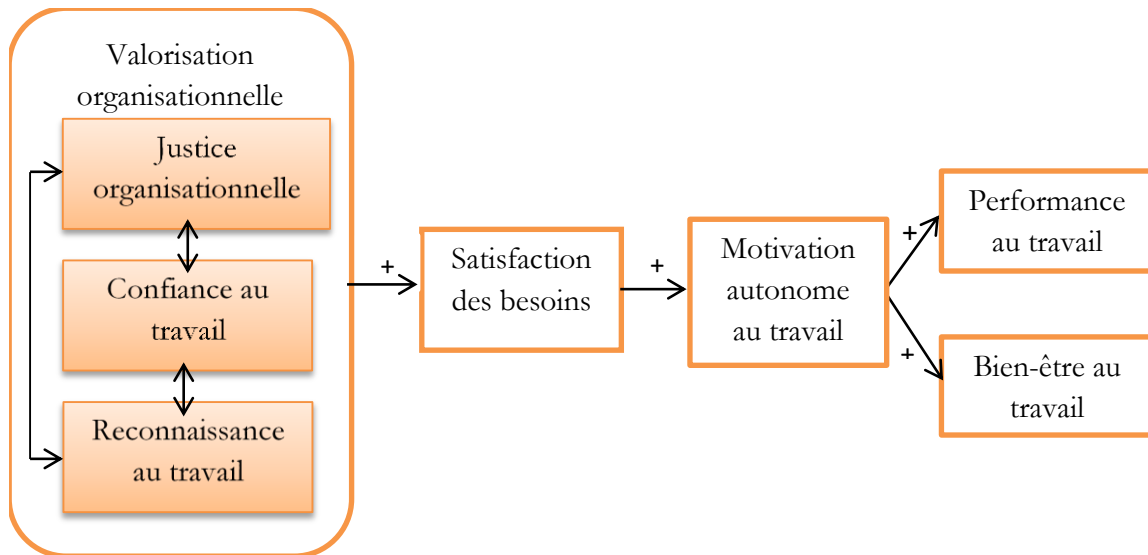 Valorisation
organisationnelle
Justice
organisationnelle
Confiance au
travail
Reconnaissance
au travail
+
Satisfaction
des besoins
+
Motivation
autonome
au travail
+
Performance
au travail
+
Bien-être au
travail